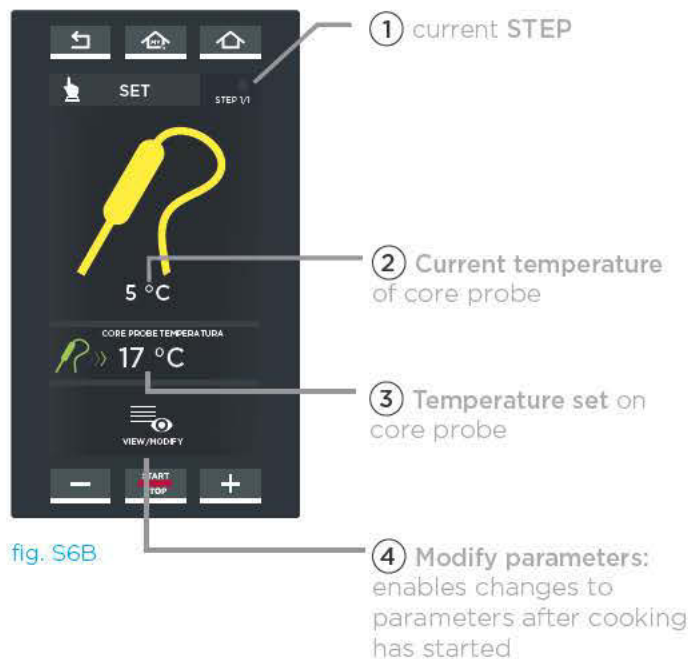 ① current STEP
MY
SET
STEP 1/1
② Current temperature
of core probe
5 °C
CORE PROBE TEMPERATURA
17 °C
③ Temperature set on
core probe
VIEW/MODIFY
START
STOP
fig. S6B
④ Modify parameters:
enables changes to
parameters after cooking
has started